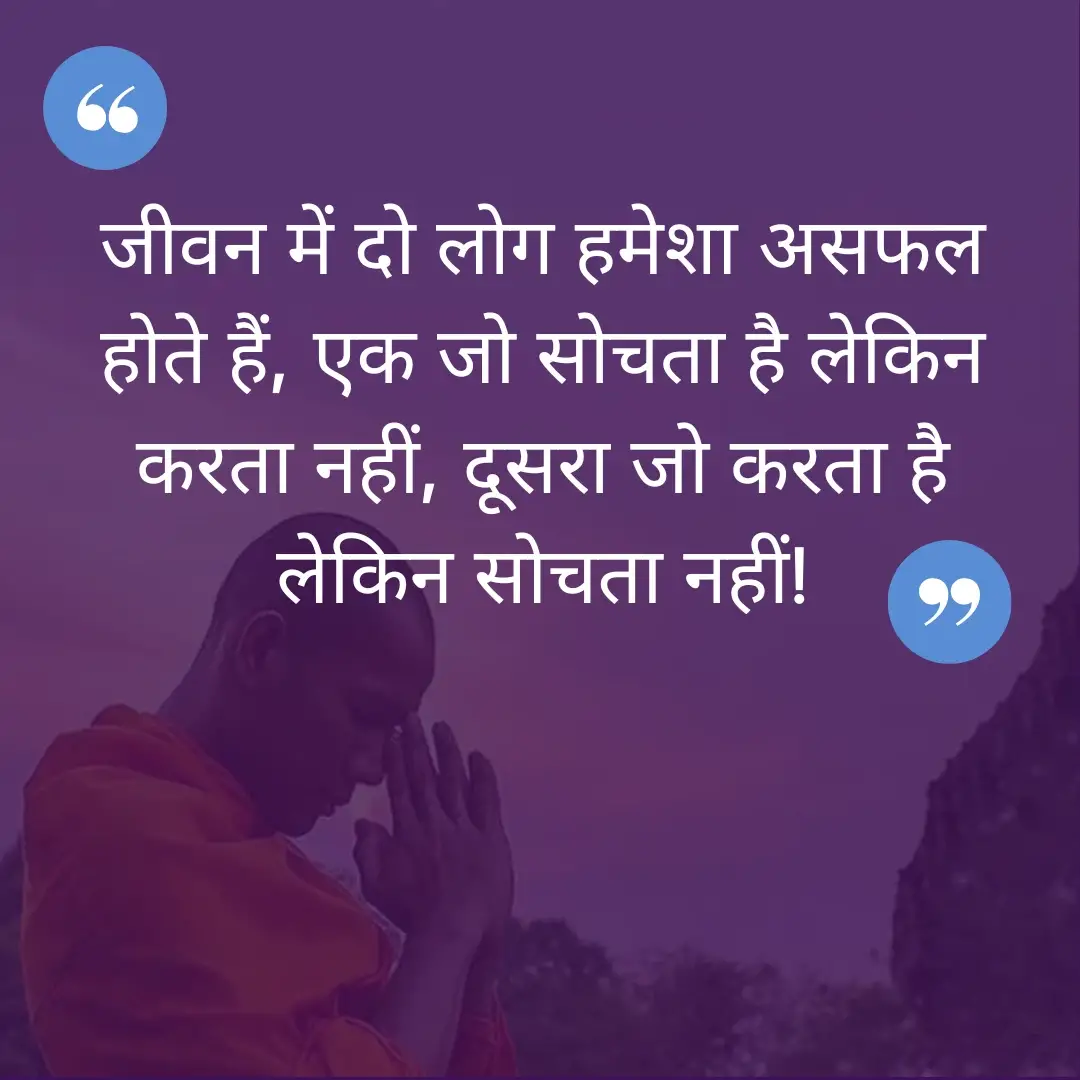 ❝
जीवन में दो लोग हमेशा असफल
होते हैं, एक जो सोचता है लेकिन
करता नहीं, दूसरा जो करता है
लेकिन सोचता नहीं!
❞